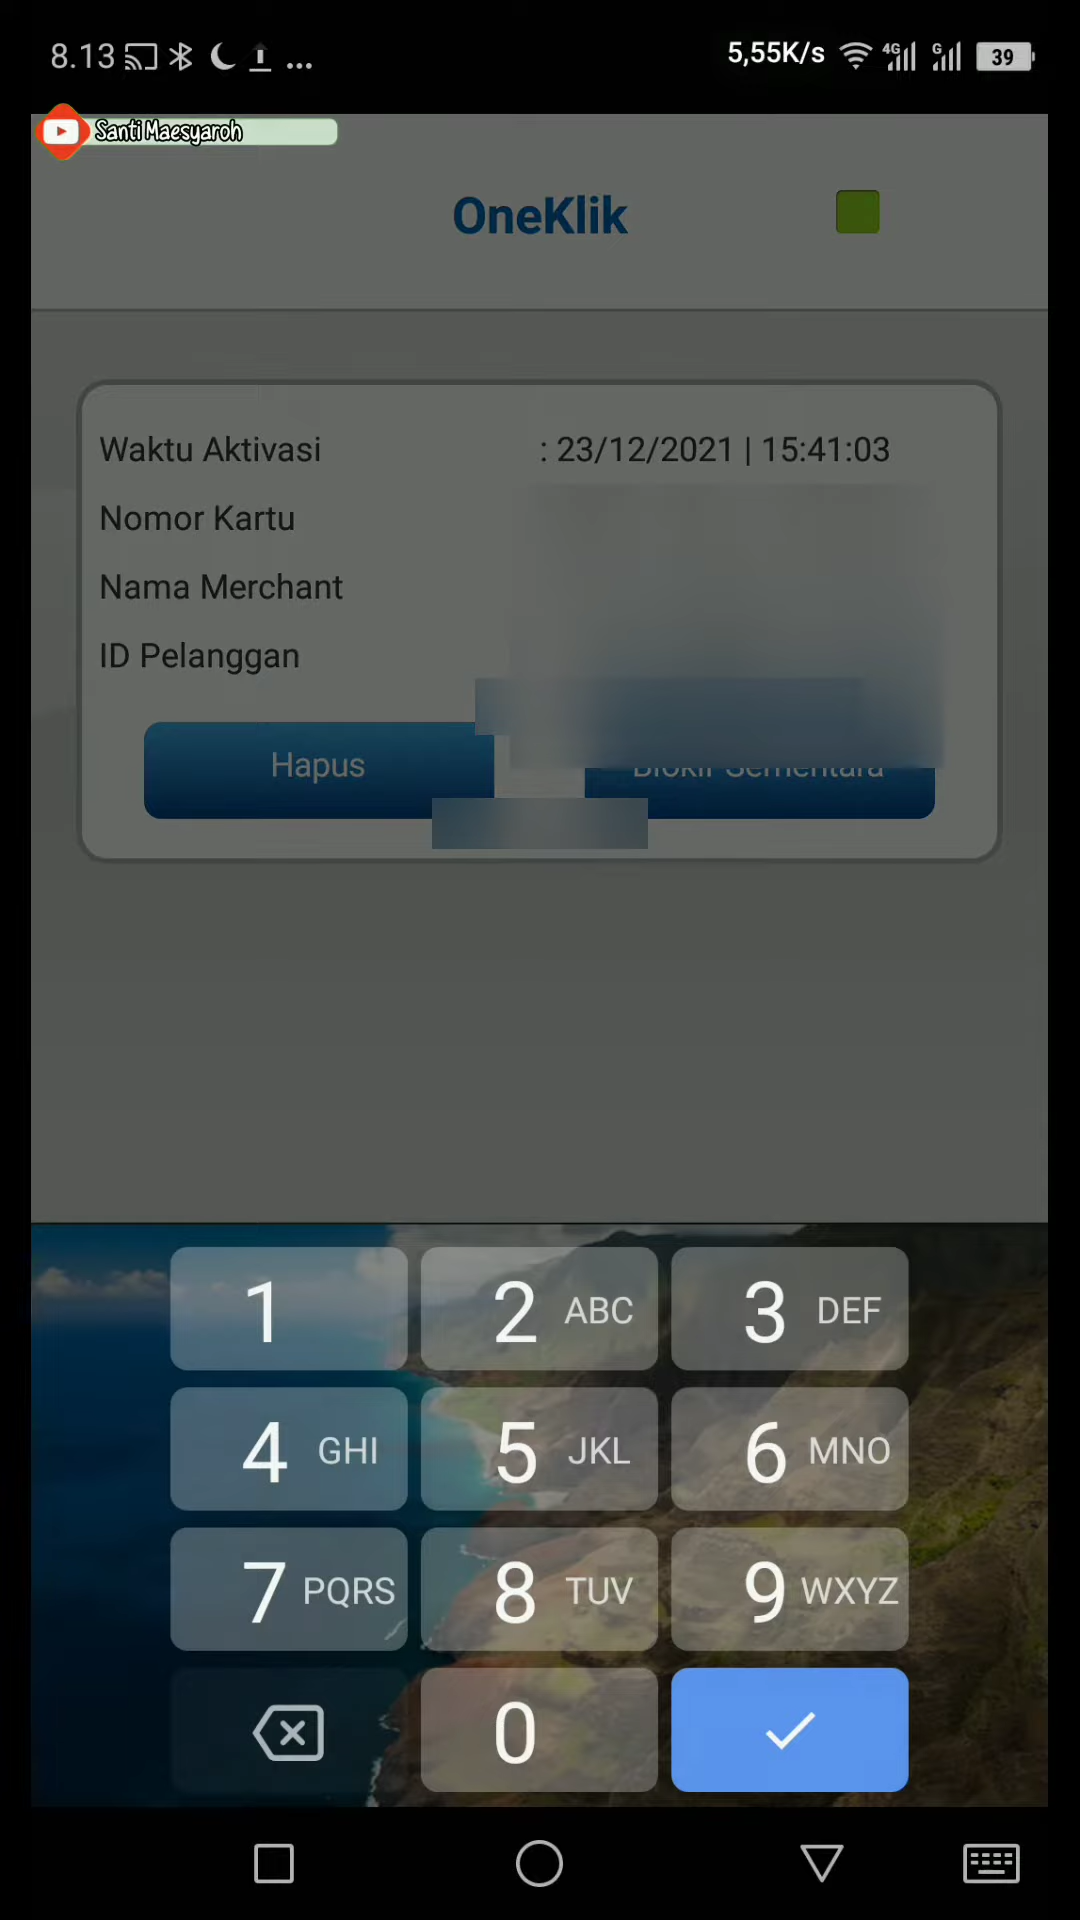 8.13 ...
5,55K/s 4G G 39
Santi Maesyaroh
OneKlik
Waktu Aktivasi : 23/12/2021 | 15:41:03
Nomor Kartu
Nama Merchant
ID Pelanggan
Hapus Blokir Sementara
1 2 ABC 3 DEF
4 GHI 5 JKL 6 MNO
7 PQRS 8 TUV 9 WXYZ
0